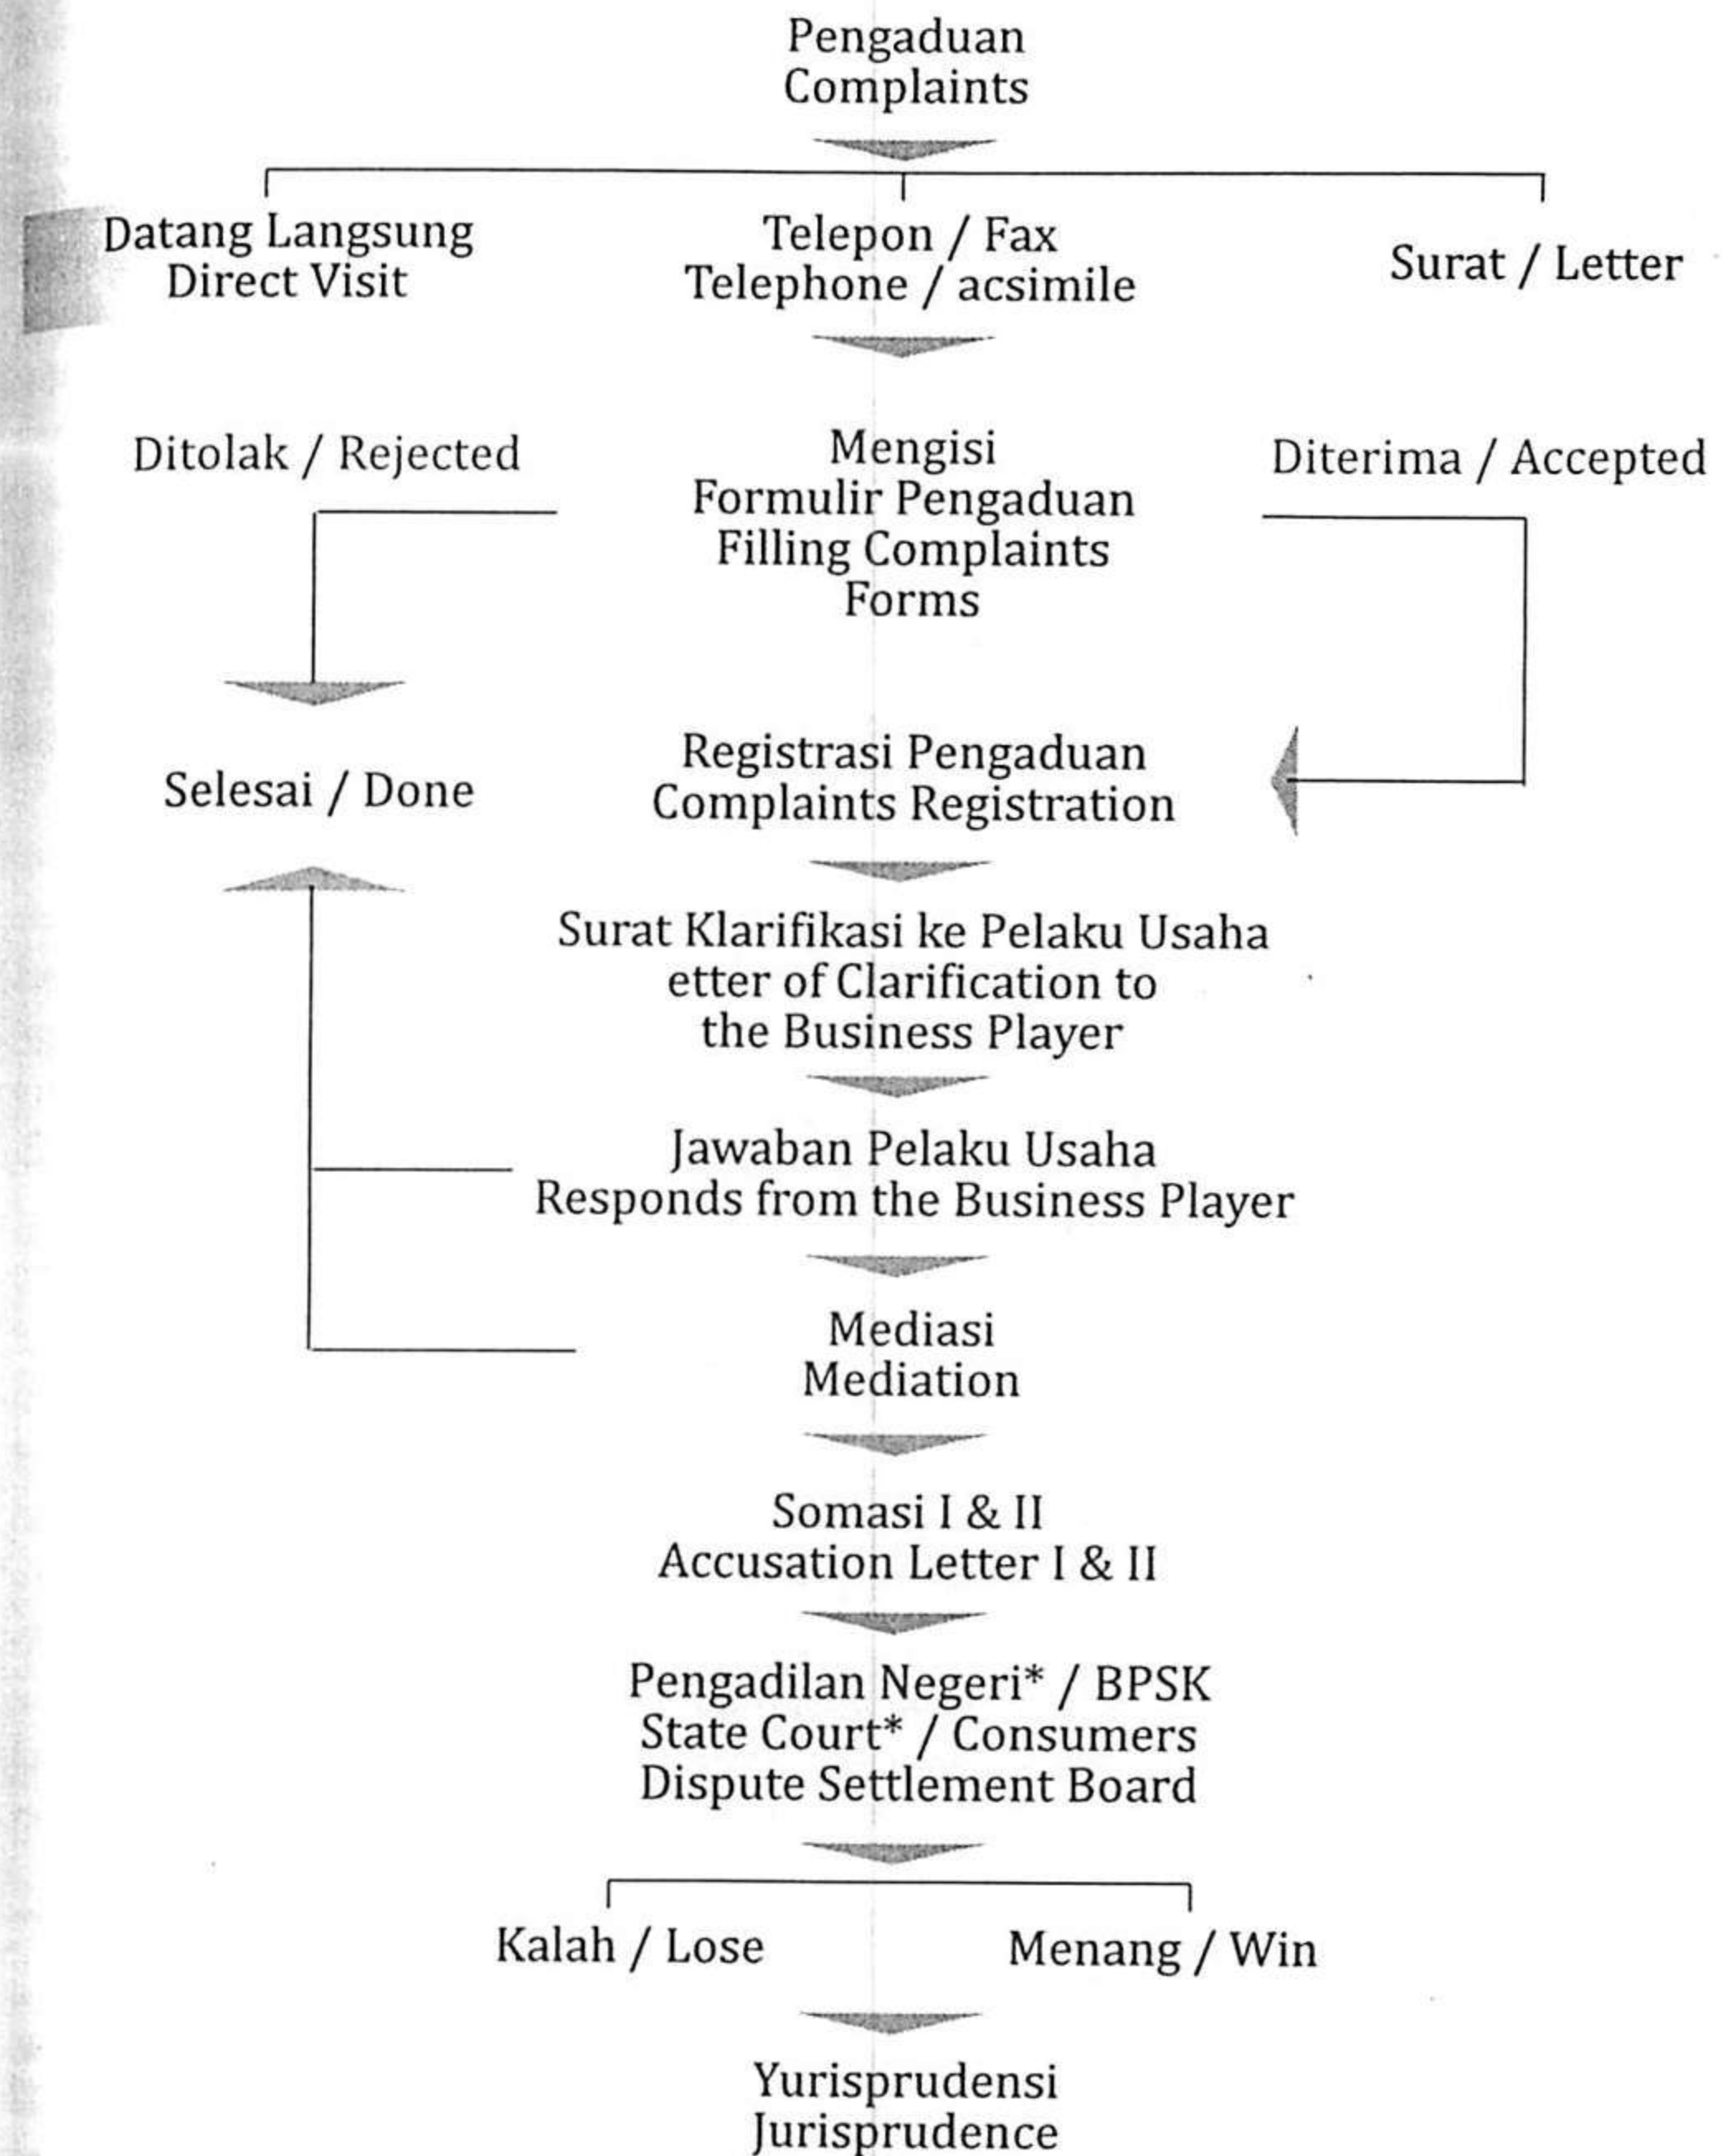 Pengaduan
Complaints
Datang Langsung
Direct Visit
Telepon / Fax
Telephone / acsimile
Surat / Letter
Ditolak / Rejected
Mengisi
Formulir Pengaduan
Filling Complaints
Forms
Diterima / Accepted
Selesai / Done
Registrasi Pengaduan
Complaints Registration
Surat Klarifikasi ke Pelaku Usaha
etter of Clarification to
the Business Player
Jawaban Pelaku Usaha
Responds from the Business Player
Mediasi
Mediation
Somasi I & II
Accusation Letter I & II
Pengadilan Negeri* / BPSK
State Court* / Consumers
Dispute Settlement Board
Kalah / Lose
Menang / Win
Yurisprudensi
Jurisprudence